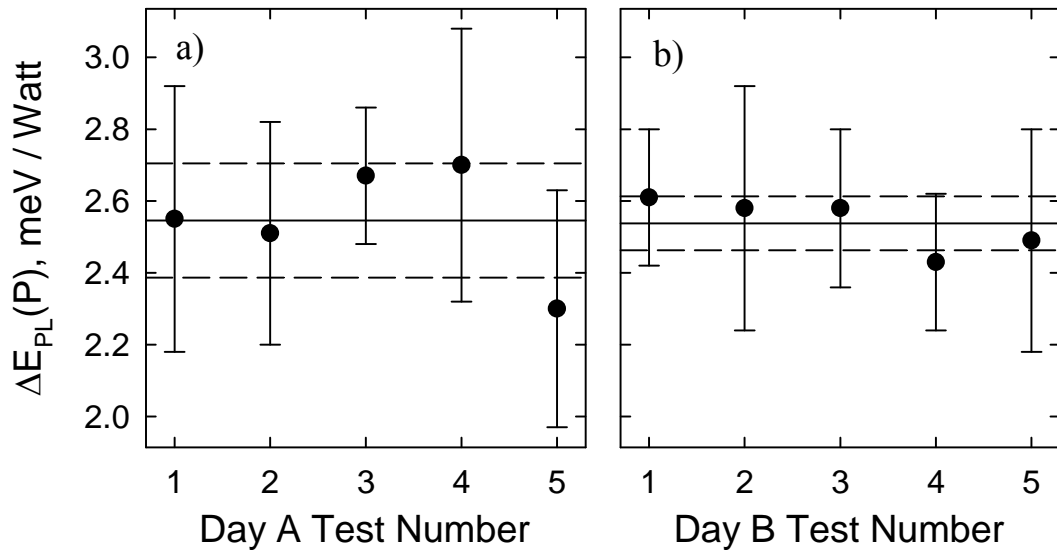 a)
b)
ΔE_PL(P), meV / Watt
3.0
2.8
2.6
2.4
2.2
2.0
1 2 3 4 5
1 2 3 4 5
Day A Test Number
Day B Test Number